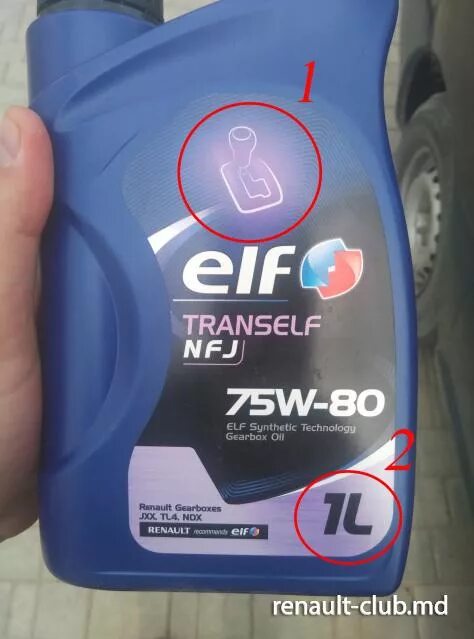 1
elf
TRANSELF
NFJ
75W-80
ELF Synthetic Technology
Gearbox Oil
2
1L
Renault Gearboxes
JXX, TL4, NDX
RENAULT recommends elf
renault-club.md